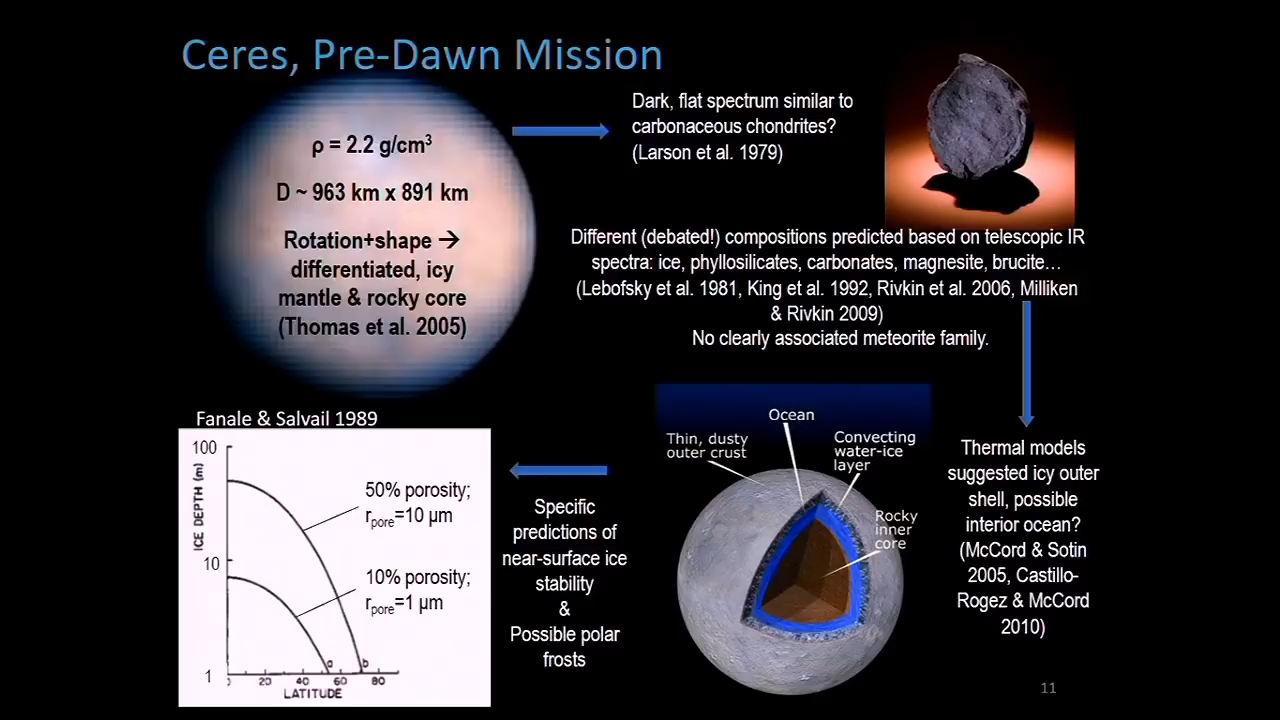 Ceres, Pre-Dawn Mission
ρ = 2.2 g/cm³
D ~ 963 km x 891 km
Rotation+shape →
differentiated, icy
mantle & rocky core
(Thomas et al. 2005)
Dark, flat spectrum similar to
carbonaceous chondrites?
(Larson et al. 1979)
Different (debated!) compositions predicted based on telescopic IR
spectra: ice, phyllosilicates, carbonates, magnesite, brucite…
(Lebofsky et al. 1981, King et al. 1992, Rivkin et al. 2006, Milliken
& Rivkin 2009)
No clearly associated meteorite family.
Thermal models
suggested icy outer
shell, possible
interior ocean?
(McCord & Sotin
2005, Castillo-
Rogez & McCord
2010)
Ocean
Thin, dusty
outer crust
Convecting
water-ice
layer
Rocky
inner
core
Specific
predictions of
near-surface ice
stability
&
Possible polar
frosts
Fanale & Salvail 1989
100
10
1
ICE DEPTH (m)
50% porosity;
rpore=10 μm
10% porosity;
rpore=1 μm
a b
20 40 60 80
LATITUDE
11